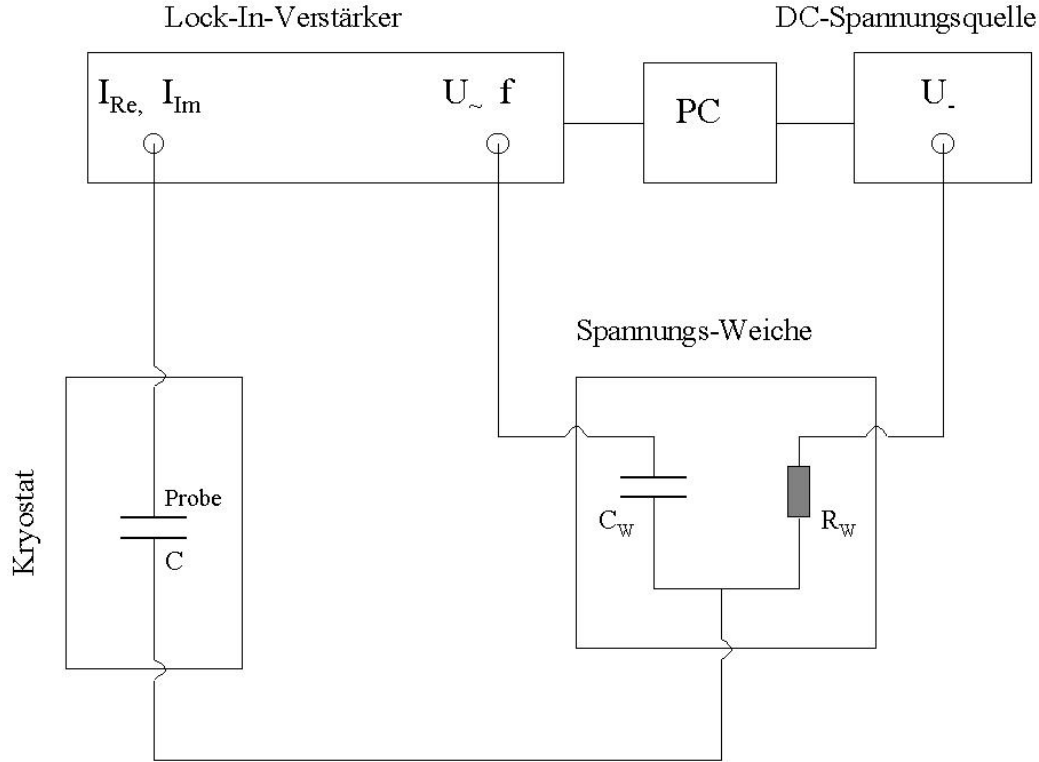 Lock-In-Verstärker
DC-Spannungsquelle
I_Re, I_Im
U_~ f
PC
U_-
Spannungs-Weiche
Kryostat
Probe
C
C_W
R_W